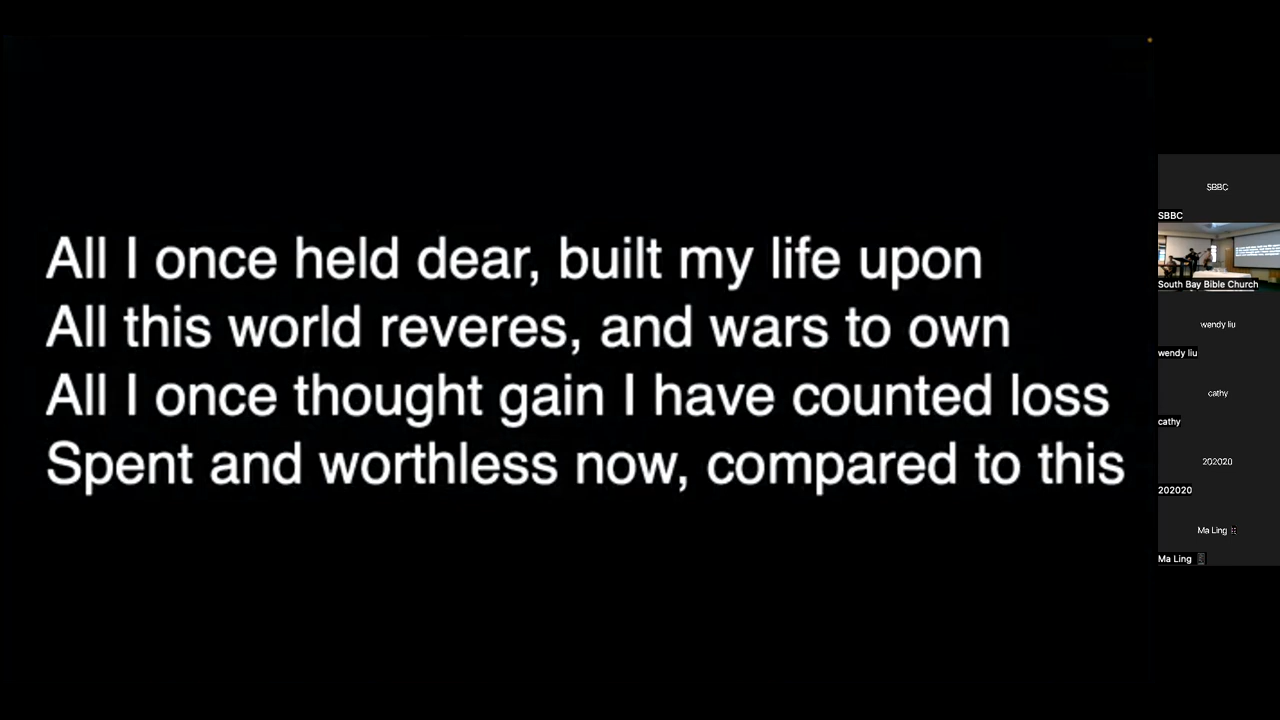 All I once held dear, built my life upon
All this world reveres, and wars to own
All I once thought gain I have counted loss
Spent and worthless now, compared to this
SBBC
SBBC
South Bay Bible Church
wendy liu
wendy liu
cathy
cathy
202020
202020
Ma Ling
Ma Ling